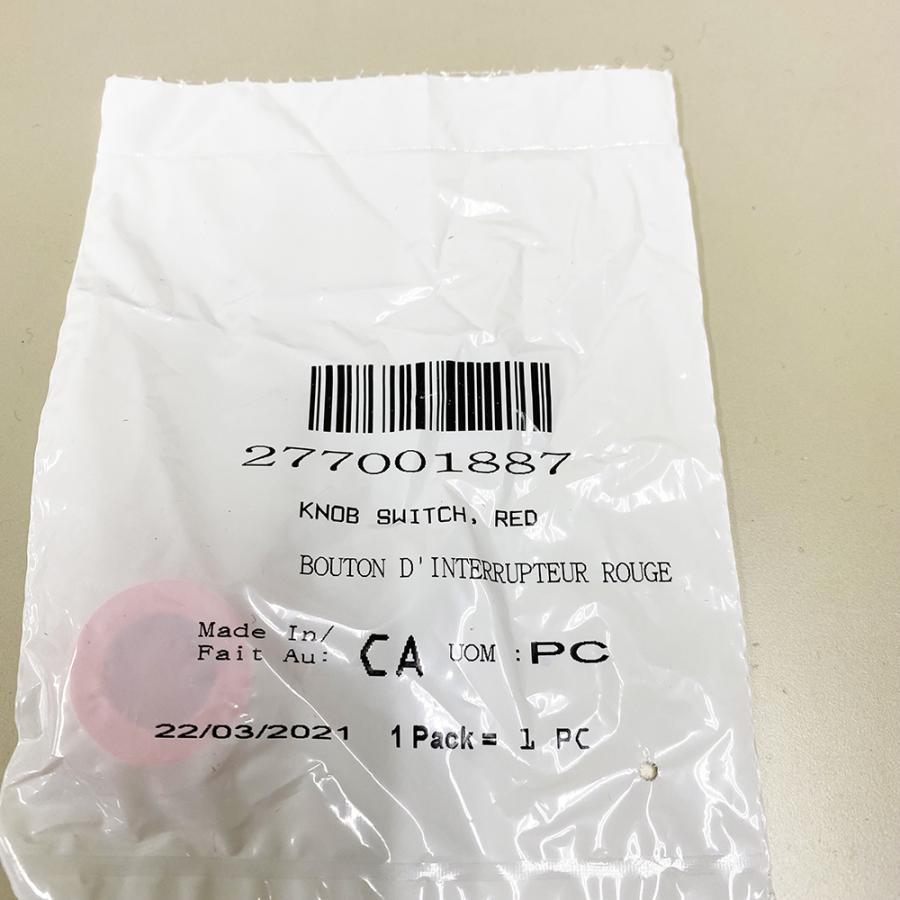 277001887
KNOB SWITCH, RED
BOUTON D'INTERRUPTEUR ROUGE
Made In/
Fait Au: CA UOM : PC
22/03/2021 1 Pack = 1 PC